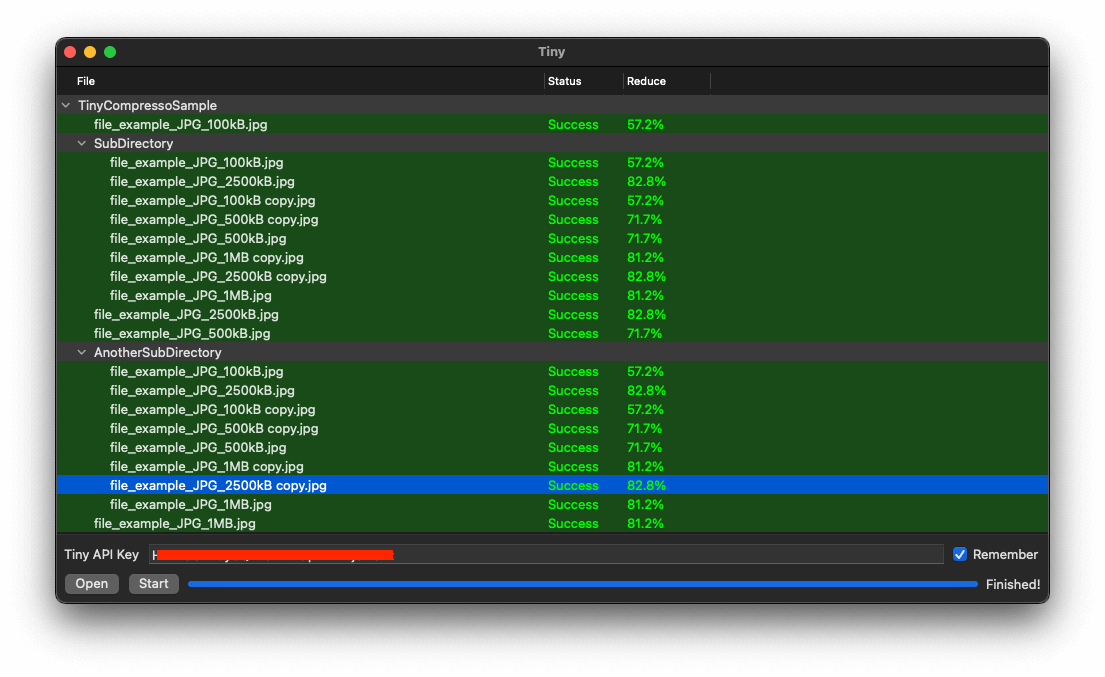 Tiny
File Status Reduce
TinyCompressoSample
file_example_JPG_100kB.jpg Success 57.2%
SubDirectory
file_example_JPG_100kB.jpg Success 57.2%
file_example_JPG_2500kB.jpg Success 82.8%
file_example_JPG_100kB copy.jpg Success 57.2%
file_example_JPG_500kB copy.jpg Success 71.7%
file_example_JPG_500kB.jpg Success 71.7%
file_example_JPG_1MB copy.jpg Success 81.2%
file_example_JPG_2500kB copy.jpg Success 82.8%
file_example_JPG_1MB.jpg Success 81.2%
file_example_JPG_2500kB.jpg Success 82.8%
file_example_JPG_500kB.jpg Success 71.7%
AnotherSubDirectory
file_example_JPG_100kB.jpg Success 57.2%
file_example_JPG_2500kB.jpg Success 82.8%
file_example_JPG_100kB copy.jpg Success 57.2%
file_example_JPG_500kB copy.jpg Success 71.7%
file_example_JPG_500kB.jpg Success 71.7%
file_example_JPG_1MB copy.jpg Success 81.2%
file_example_JPG_2500kB copy.jpg Success 82.8%
file_example_JPG_1MB.jpg Success 81.2%
file_example_JPG_1MB.jpg Success 81.2%
Tiny API Key Remember
Open Start Finished!